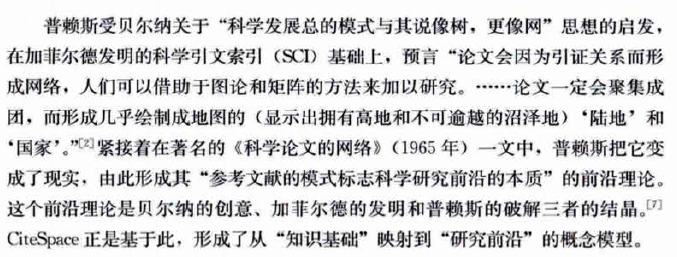 普赖斯受贝尔纳关于“科学发展总的模式与其说像树，更像网”思想的启发，
在加菲尔德发明的科学引文索引（SCI）基础上，预言“论文会因为引证关系而形
成网络，人们可以借助于图论和矩阵的方法来加以研究。……论文一定会聚集成
团，而形成几乎绘制成地图的（显示出拥有高地和不可逾越的沼泽地）‘陆地’和
‘国家’。”[2]紧接着在著名的《科学论文的网络》（1965 年）一文中，普赖斯把它变
成了现实，由此形成其“参考文献的模式标志科学研究前沿的本质”的前沿理论。
这个前沿理论是贝尔纳的创意、加菲尔德的发明和普赖斯的破解三者的结晶。[7]
CiteSpace 正是基于此，形成了从“知识基础”映射到“研究前沿”的概念模型。